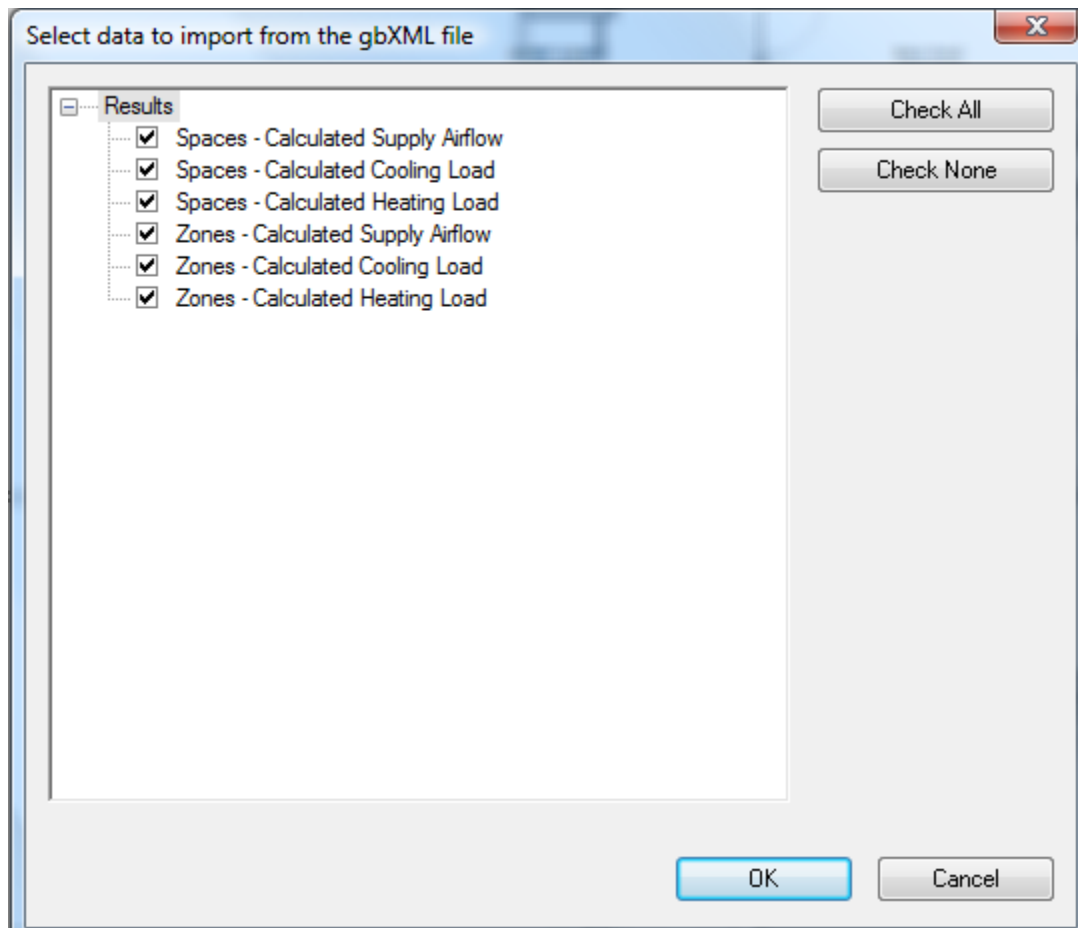 Select data to import from the gbXML file
Results
Spaces - Calculated Supply Airflow
Spaces - Calculated Cooling Load
Spaces - Calculated Heating Load
Zones - Calculated Supply Airflow
Zones - Calculated Cooling Load
Zones - Calculated Heating Load
Check All
Check None
OK
Cancel